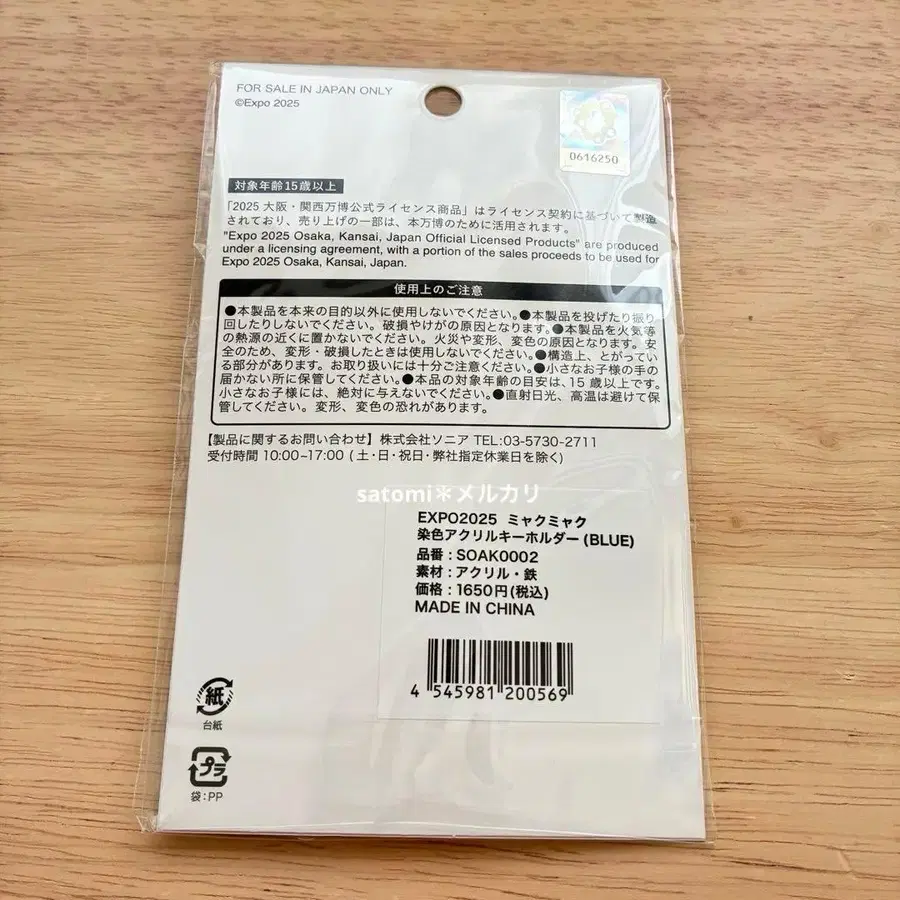 FOR SALE IN JAPAN ONLY
©Expo 2025
0616250
対象年齢15歳以上
「2025 大阪・関西万博公式ライセンス商品」はライセンス契約に基づいて製造
されており、売り上げの一部は、本万博のために活用されます。
"Expo 2025 Osaka, Kansai, Japan Official Licensed Products" are produced
under a licensing agreement, with a portion of the sales proceeds to be used for
Expo 2025 Osaka, Kansai, Japan.
使用上のご注意
●本製品を本来の目的以外に使用しないでください。●本製品を投げたり振り
回したりしないでください。破損やけがの原因となります。●本製品を火気等
の熱源の近くに置かないでください。火災や変形、変色の原因となります。安
全のため、変形・破損したときは使用しないでください。●構造上、とがってい
る部分があります。お取り扱いには十分ご注意ください。●小さなお子様の手の
届かない所に保管してください。●本品の対象年齢の目安は、15 歳以上です。
小さなお子様には、絶対に与えないでください。●直射日光、高温は避けて保
管してください。変形、変色の恐れがあります。
【製品に関するお問い合わせ】株式会社ソニア TEL:03-5730-2711
受付時間 10:00~17:00 (土・日・祝日・弊社指定休業日を除く)
satomi＊メルカリ
EXPO2025 ミャクミャク
染色アクリルキーホルダー(BLUE)
品番：SOAK0002
素材：アクリル・鉄
価格：1650円(税込)
MADE IN CHINA
4 545981 200569
紙
台紙
プラ
袋：PP